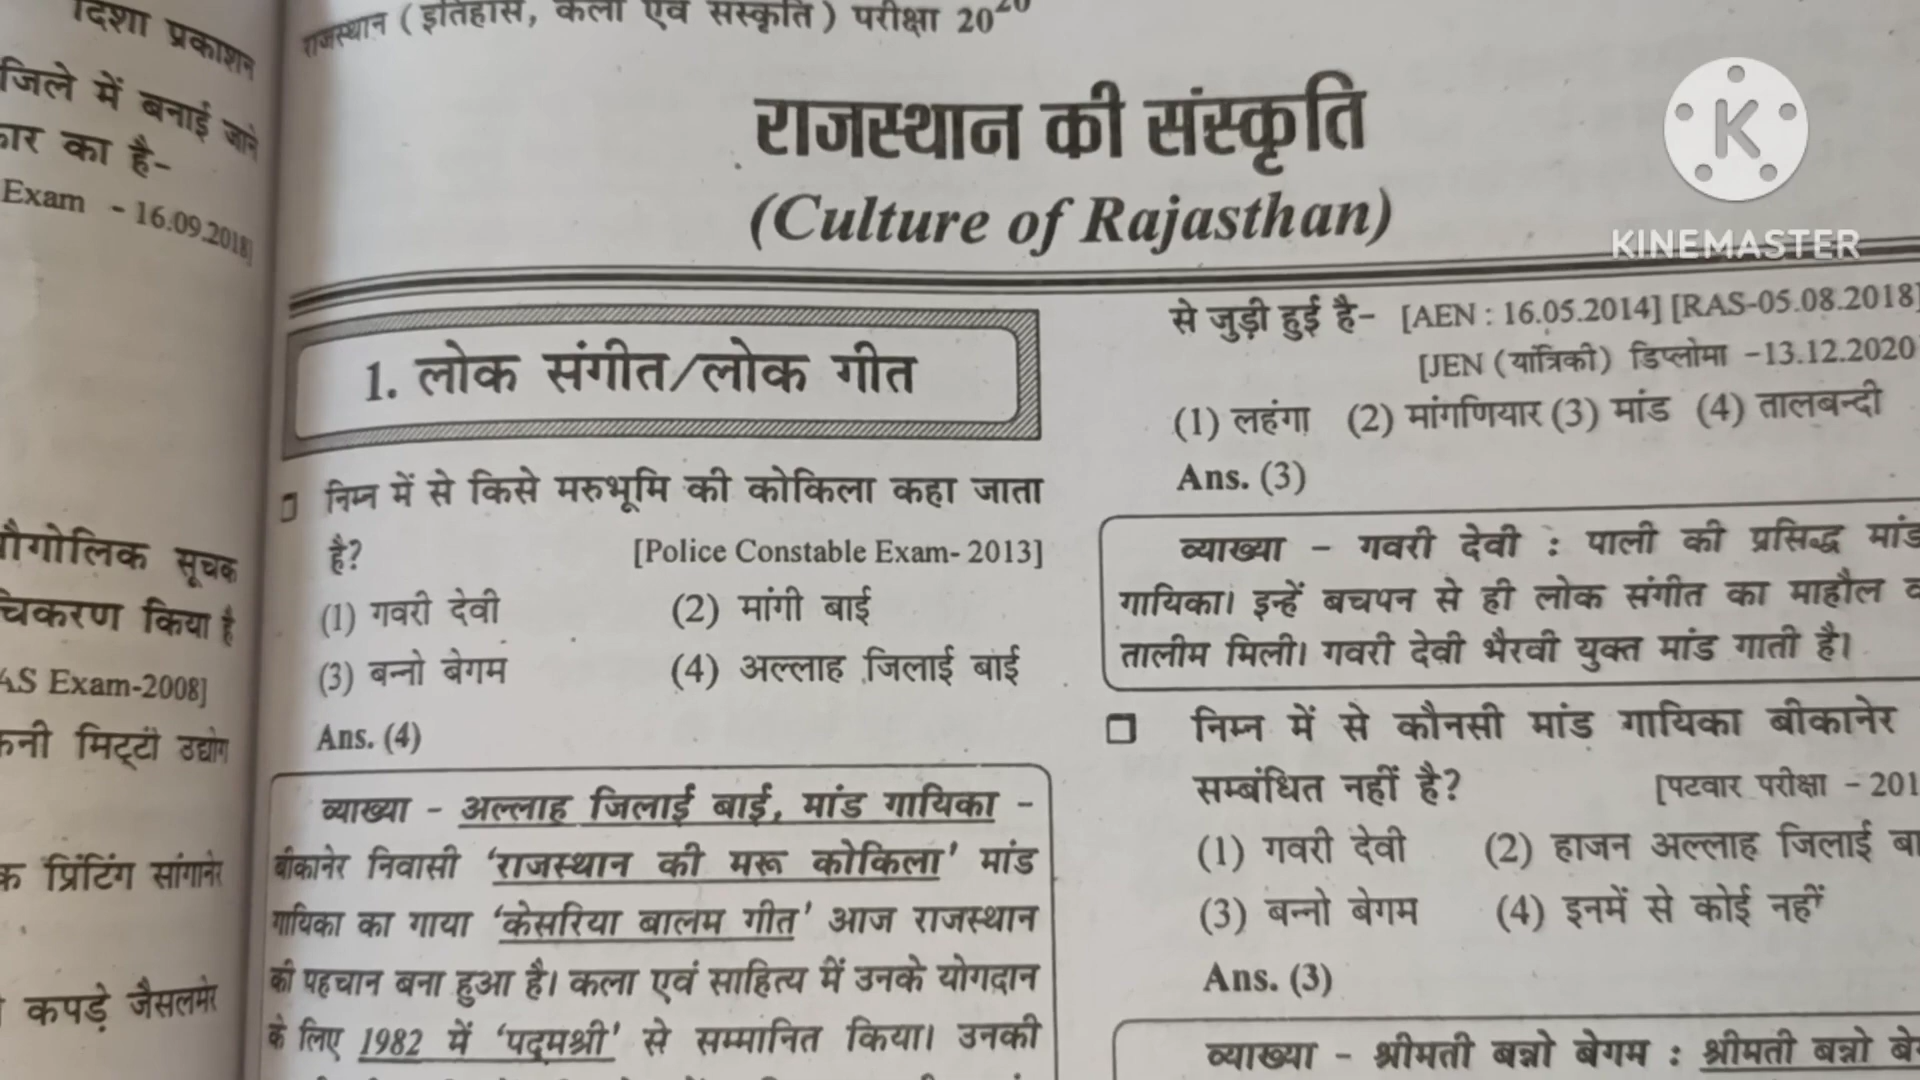 दिशा प्रकाशन
जिले में बनाई जाने
कार का है-
Exam - 16.09.2018]
भौगोलिक सूचक
चिकरण किया है
AS Exam-2008]
मिट्टी उद्योग
प्रिंटिंग सांगानेर
कपड़े जैसलमेर
राजस्थान (इतिहास, कला एवं संस्कृति) परीक्षा 2020
राजस्थान की संस्कृति
(Culture of Rajasthan)
1. लोक संगीत/लोक गीत
निम्न में से किसे मरुभूमि की कोकिला कहा जाता
है? [Police Constable Exam- 2013]
(1) गवरी देवी (2) मांगी बाई
(3) बन्नो बेगम (4) अल्लाह जिलाई बाई
Ans. (4)
व्याख्या - अल्लाह जिलाई बाई, मांड गायिका -
बीकानेर निवासी ‘राजस्थान की मरू कोकिला’ मांड
गायिका का गाया ‘केसरिया बालम गीत’ आज राजस्थान
की पहचान बना हुआ है। कला एवं साहित्य में उनके योगदान
के लिए 1982 में ‘पद्मश्री’ से सम्मानित किया। उनकी
से जुड़ी हुई है- [AEN : 16.05.2014] [RAS-05.08.2018]
[JEN (यांत्रिकी) डिप्लोमा -13.12.2020
(1) लहंगा (2) मांगणियार (3) मांड (4) तालबन्दी
Ans. (3)
व्याख्या - गवरी देवी : पाली की प्रसिद्ध मांड
गायिका। इन्हें बचपन से ही लोक संगीत का माहौल व
तालीम मिली। गवरी देवी भैरवी युक्त मांड गाती है।
निम्न में से कौनसी मांड गायिका बीकानेर
सम्बंधित नहीं है? [पटवार परीक्षा - 201
(1) गवरी देवी (2) हाजन अल्लाह जिलाई बा
(3) बन्नो बेगम (4) इनमें से कोई नहीं
Ans. (3)
व्याख्या - श्रीमती बन्नो बेगम : श्रीमती बन्नो बे
K
KINEMASTER